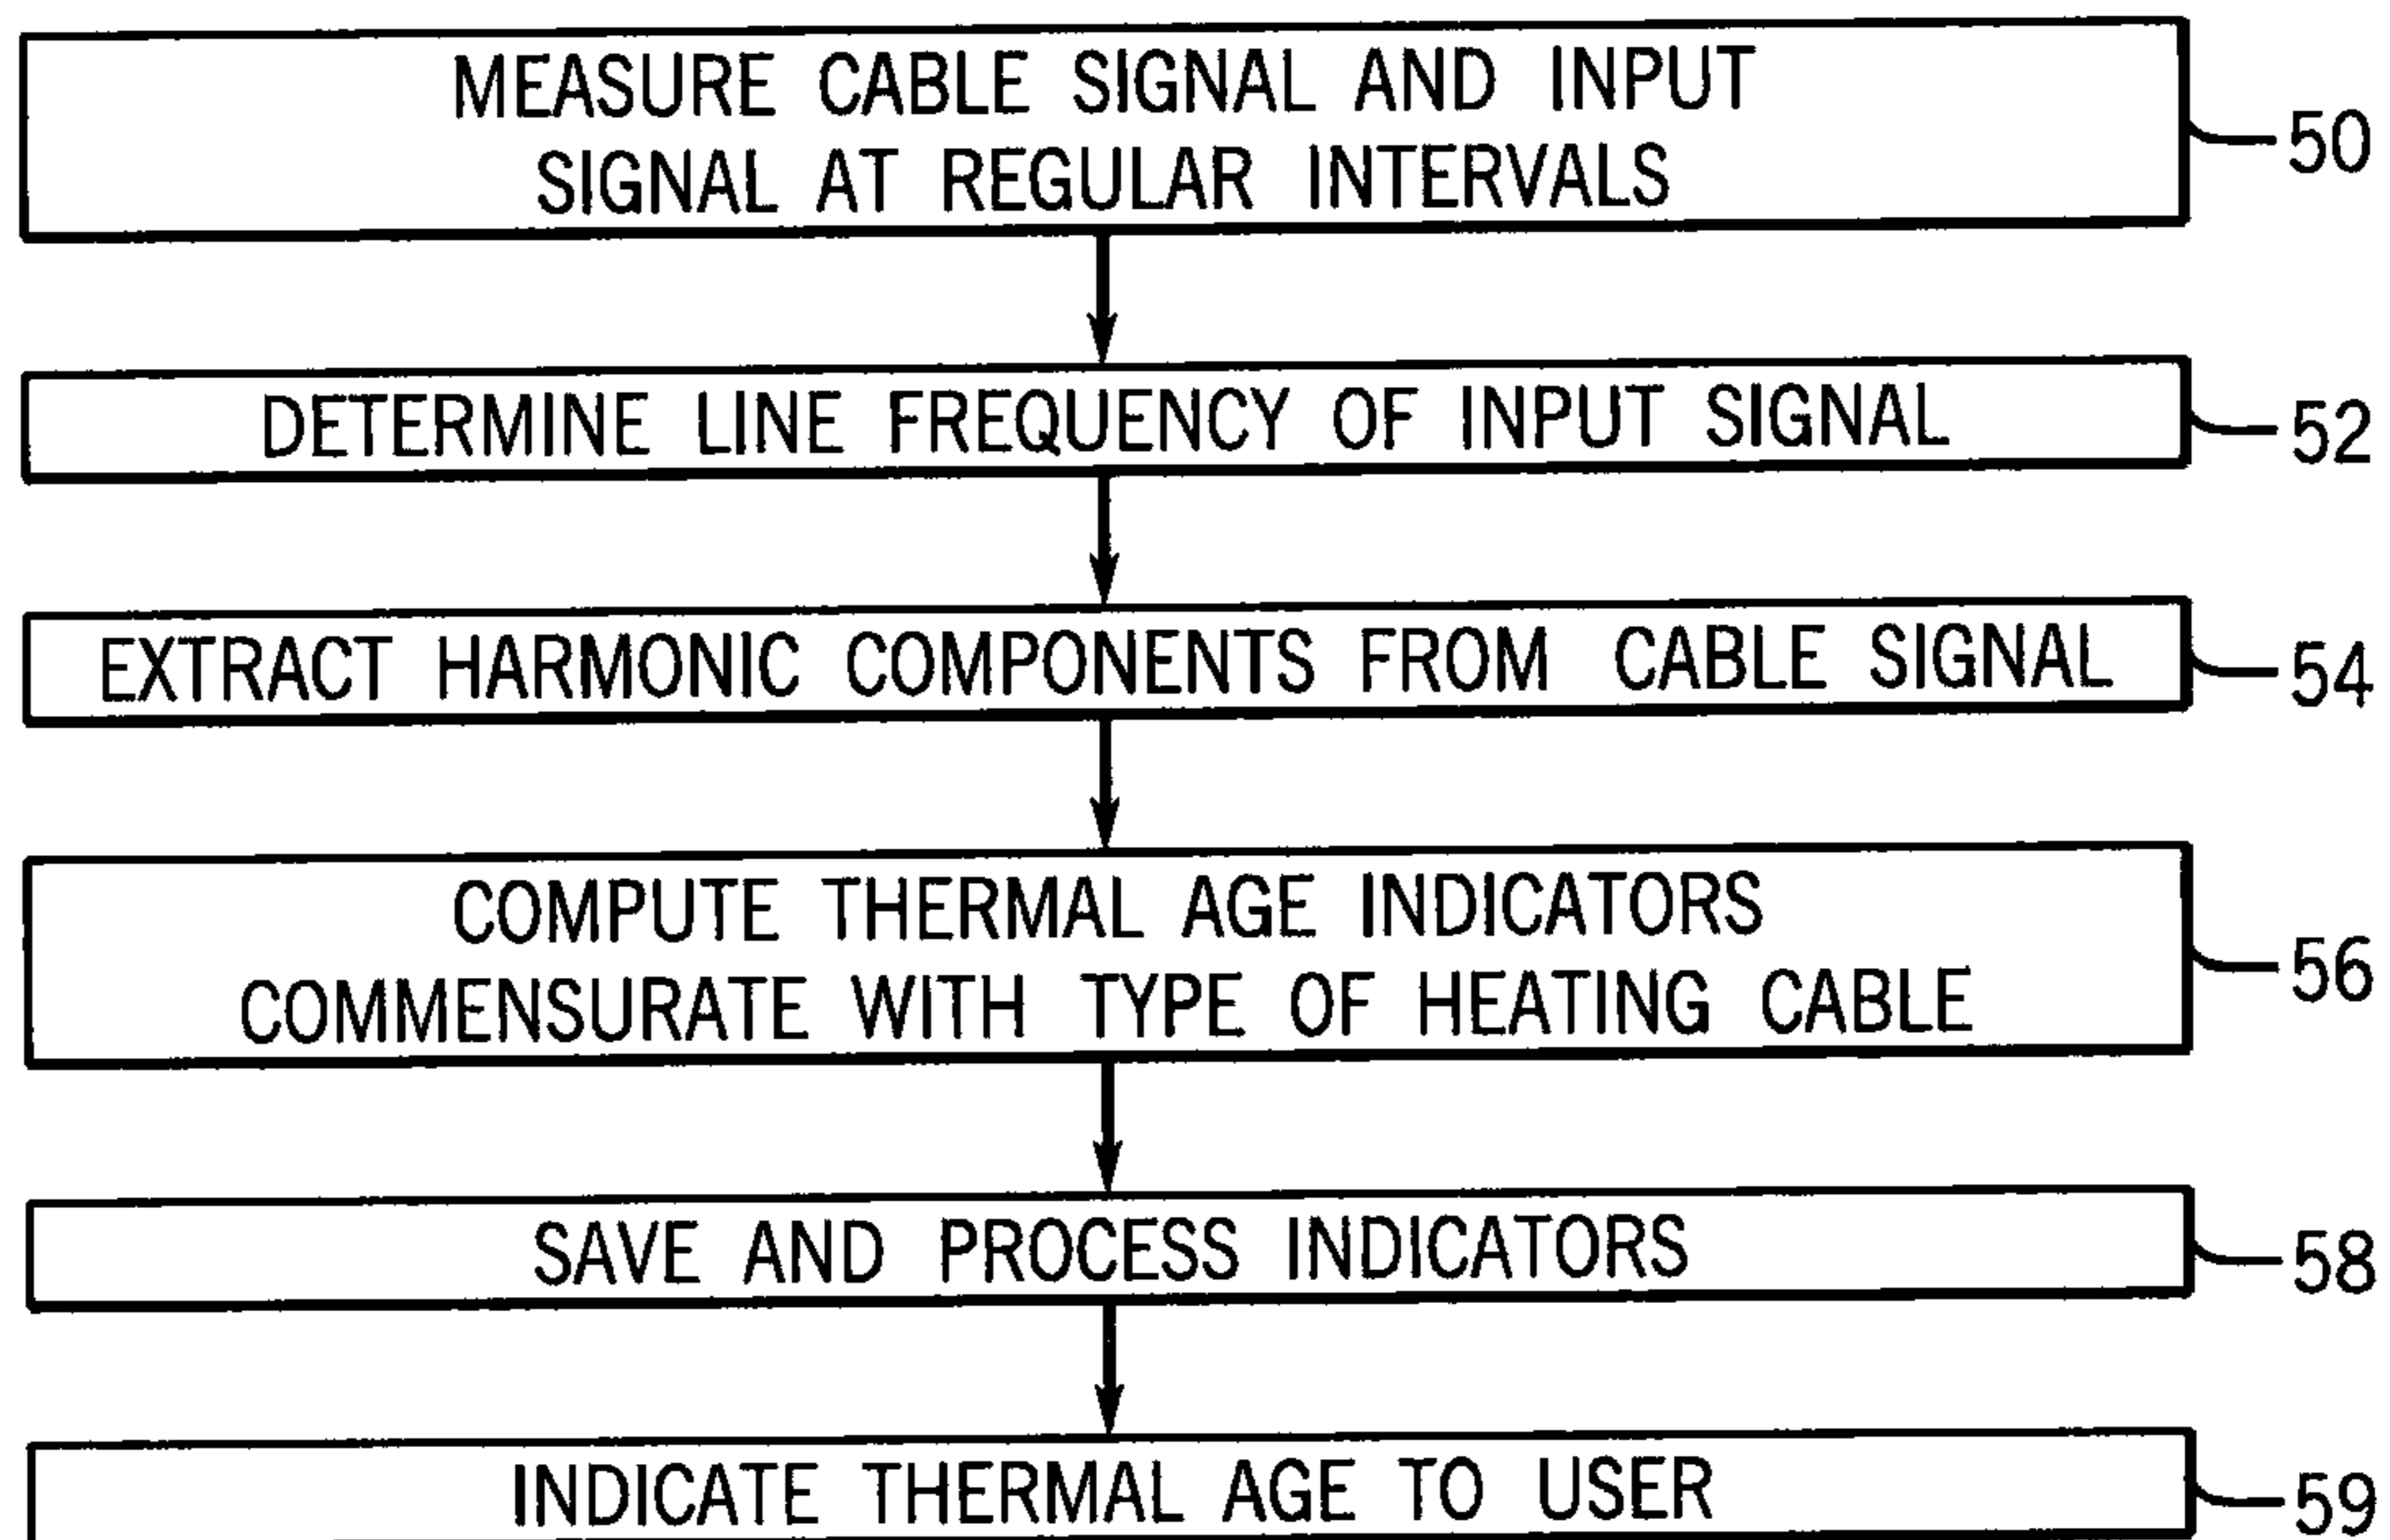 MEASURE CABLE SIGNAL AND INPUT
SIGNAL AT REGULAR INTERVALS
50
DETERMINE LINE FREQUENCY OF INPUT SIGNAL
52
EXTRACT HARMONIC COMPONENTS FROM CABLE SIGNAL
54
COMPUTE THERMAL AGE INDICATORS
COMMENSURATE WITH TYPE OF HEATING CABLE
56
SAVE AND PROCESS INDICATORS
58
INDICATE THERMAL AGE TO USER
59